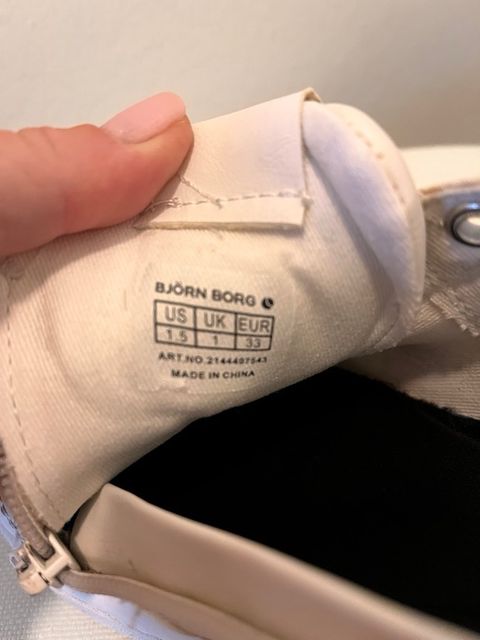 BJÖRN BORG
US UK EUR
1.5 1 33
ART.NO.2144497543
MADE IN CHINA